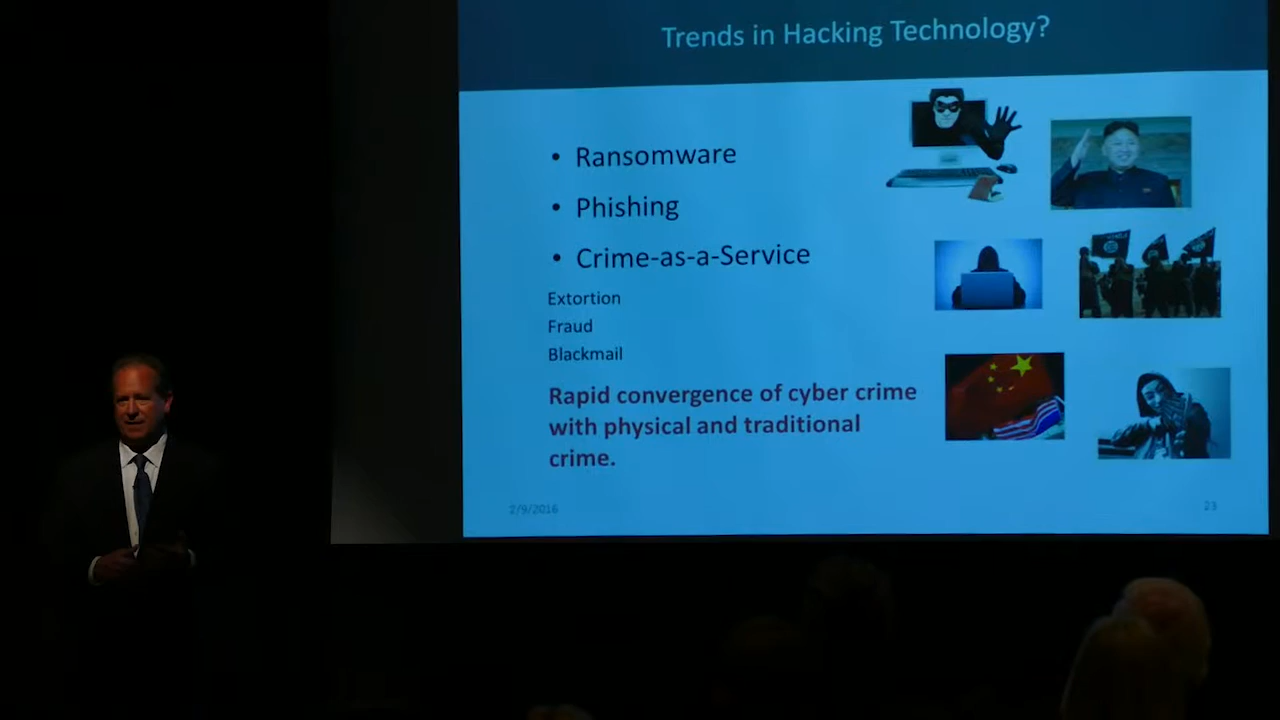 Trends in Hacking Technology?
• Ransomware
• Phishing
• Crime-as-a-Service
Extortion
Fraud
Blackmail
Rapid convergence of cyber crime
with physical and traditional
crime.
2/9/2016
23